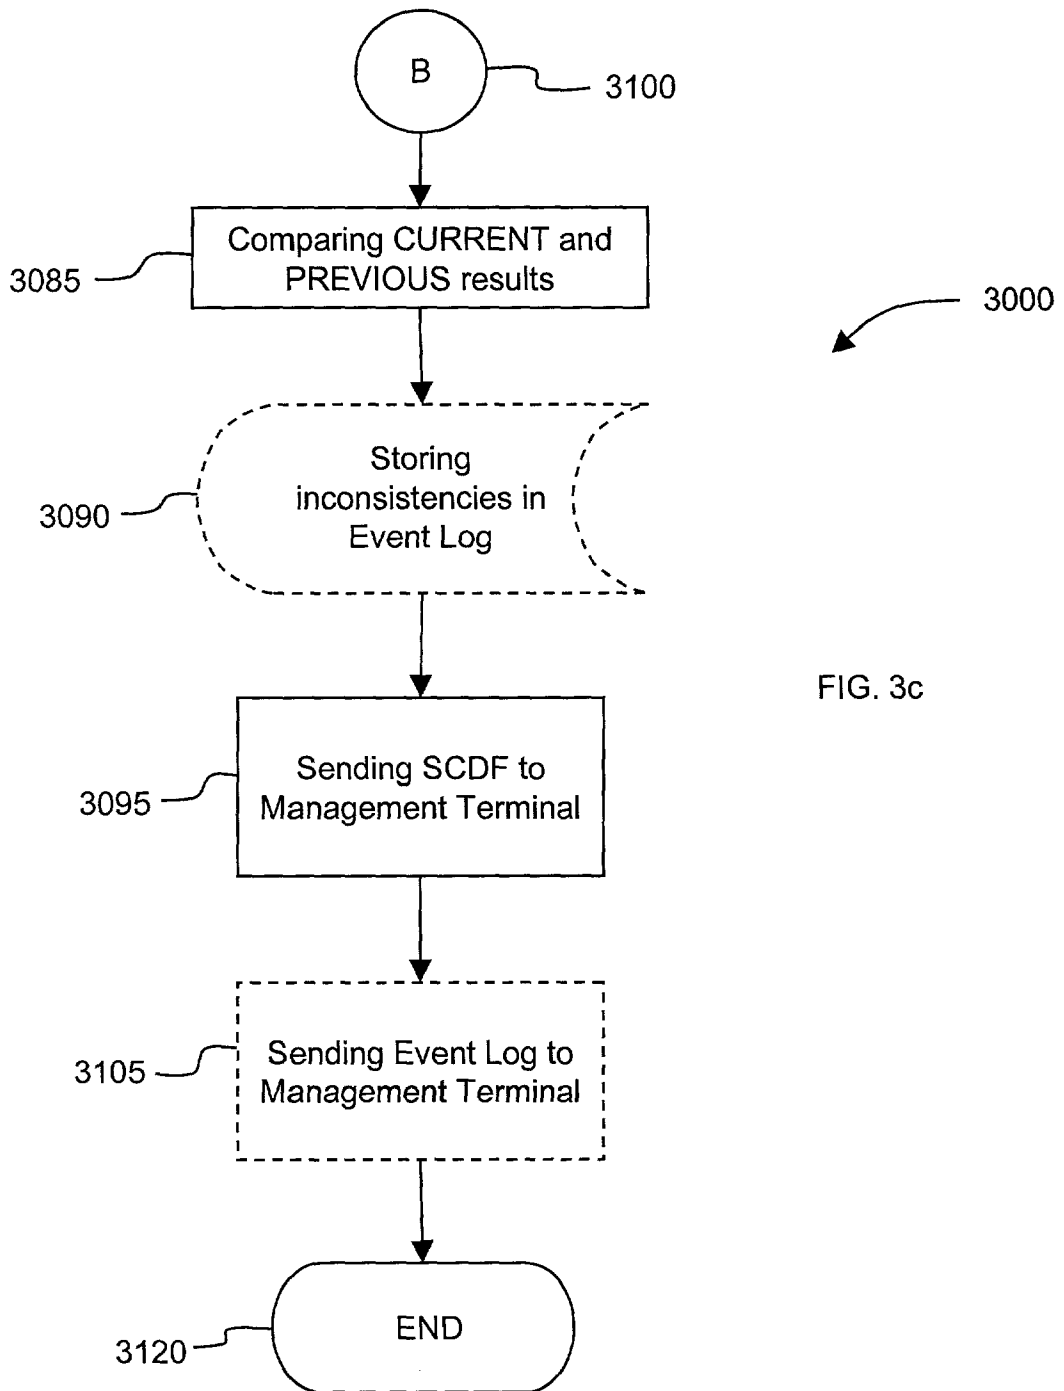 B
3100
Comparing CURRENT and
PREVIOUS results
3085
3000
Storing
inconsistencies in
Event Log
3090
FIG. 3c
Sending SCDF to
Management Terminal
3095
Sending Event Log to
Management Terminal
3105
END
3120